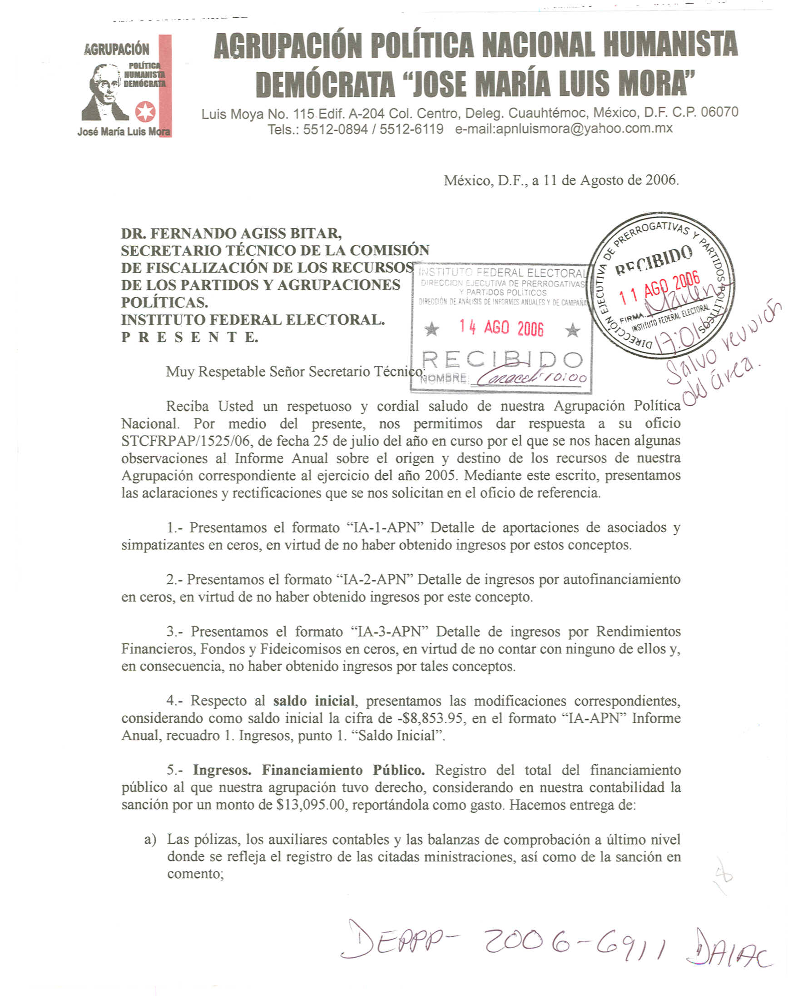 AGRUPACIÓN
POLÍTICA
HUMANISTA
DEMÓCRATA
José María Luis Mora
AGRUPACIÓN POLÍTICA NACIONAL HUMANISTA
DEMÓCRATA “JOSE MARÍA LUIS MORA”
Luis Moya No. 115 Edif. A-204 Col. Centro, Deleg. Cuauhtémoc, México, D.F. C.P. 06070
Tels.: 5512-0894 / 5512-6119 e-mail:apnluismora@yahoo.com.mx
México, D.F., a 11 de Agosto de 2006.
DR. FERNANDO AGISS BITAR,
SECRETARIO TÉCNICO DE LA COMISIÓN
DE FISCALIZACIÓN DE LOS RECURSOS
DE LOS PARTIDOS Y AGRUPACIONES
POLÍTICAS.
INSTITUTO FEDERAL ELECTORAL.
P R E S E N T E.
INSTITUTO FEDERAL ELECTORAL
DIRECCION EJECUTIVA DE PRERROGATIVAS
Y PARTIDOS POLÍTICOS
DIRECCIÓN DE ANÁLISIS DE INFORMES ANUALES Y DE CAMPAÑA
14 AGO 2006
RECIBIDO
NOMBRE: Coraceli 10:00
DIRECCIÓN EJECUTIVA DE PRERROGATIVAS Y PARTIDOS POLÍTICOS
RECIBIDO
11 AGO 2006
FIRMA. Marlen
INSTITUTO FEDERAL ELECTORAL
17:01
Salvo reunión
del área.
Muy Respetable Señor Secretario Técnico:
Reciba Usted un respetuoso y cordial saludo de nuestra Agrupación Política
Nacional. Por medio del presente, nos permitimos dar respuesta a su oficio
STCFRPAP/1525/06, de fecha 25 de julio del año en curso por el que se nos hacen algunas
observaciones al Informe Anual sobre el origen y destino de los recursos de nuestra
Agrupación correspondiente al ejercicio del año 2005. Mediante este escrito, presentamos
las aclaraciones y rectificaciones que se nos solicitan en el oficio de referencia.
1.- Presentamos el formato “IA-1-APN” Detalle de aportaciones de asociados y
simpatizantes en ceros, en virtud de no haber obtenido ingresos por estos conceptos.
2.- Presentamos el formato “IA-2-APN” Detalle de ingresos por autofinanciamiento
en ceros, en virtud de no haber obtenido ingresos por este concepto.
3.- Presentamos el formato “IA-3-APN” Detalle de ingresos por Rendimientos
Financieros, Fondos y Fideicomisos en ceros, en virtud de no contar con ninguno de ellos y,
en consecuencia, no haber obtenido ingresos por tales conceptos.
4.- Respecto al saldo inicial, presentamos las modificaciones correspondientes,
considerando como saldo inicial la cifra de -$8,853.95, en el formato “IA-APN” Informe
Anual, recuadro 1. Ingresos, punto 1. “Saldo Inicial”.
5.- Ingresos. Financiamiento Público. Registro del total del financiamiento
público al que nuestra agrupación tuvo derecho, considerando en nuestra contabilidad la
sanción por un monto de $13,095.00, reportándola como gasto. Hacemos entrega de:
a) Las pólizas, los auxiliares contables y las balanzas de comprobación a último nivel
donde se refleja el registro de las citadas ministraciones, así como de la sanción en
comento;
DEPPP- 2006-6911 DAIAC